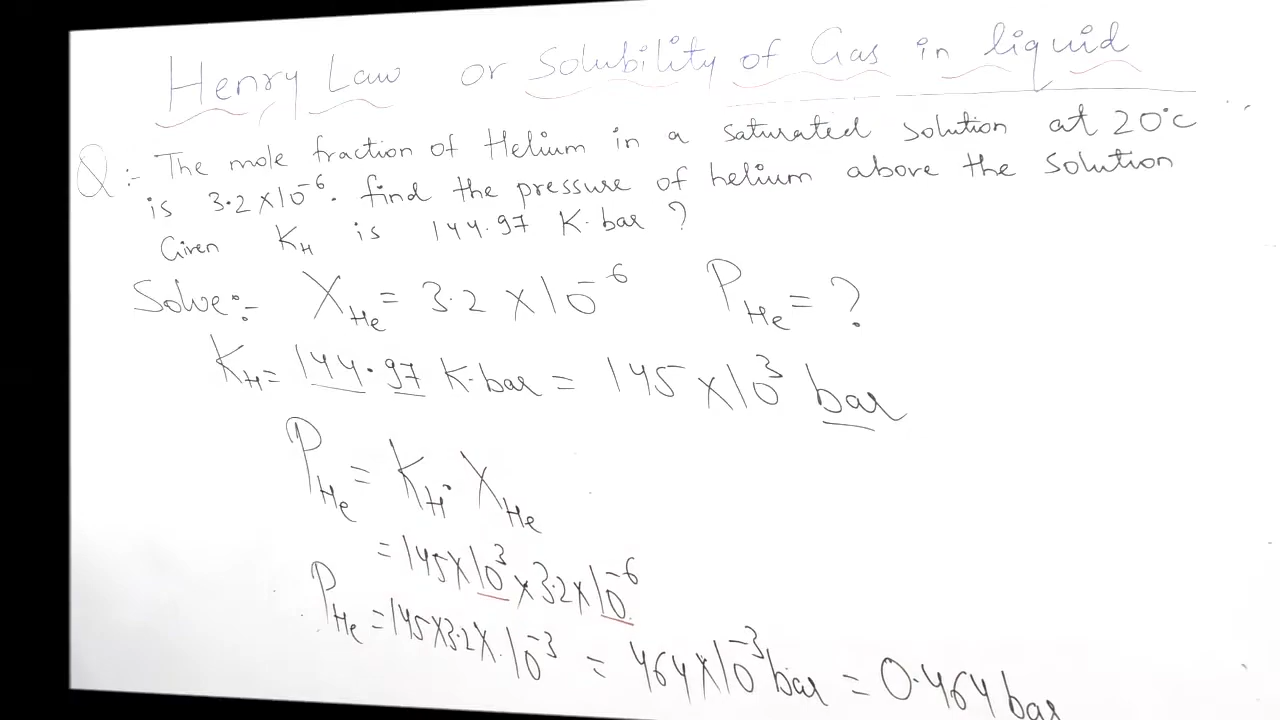 Henry Law or Solubility of Gas in liquid
Q:- The mole fraction of Helium in a saturated solution at 20°c
is 3.2 X 10⁻⁶. find the pressure of helium above the solution
Given K_H is 144.97 K.bar ?
Solve:- X_He = 3.2 X 10⁻⁶ P_He = ?
K_H = 144.97 K.bar = 145 X 10³ bar
P_He = K_H . X_He
= 145 X 10³ X 3.2 X 10⁻⁶
P_He = 145 X 3.2 X 10⁻³ = 464 X 10⁻³ bar = 0.464 bar